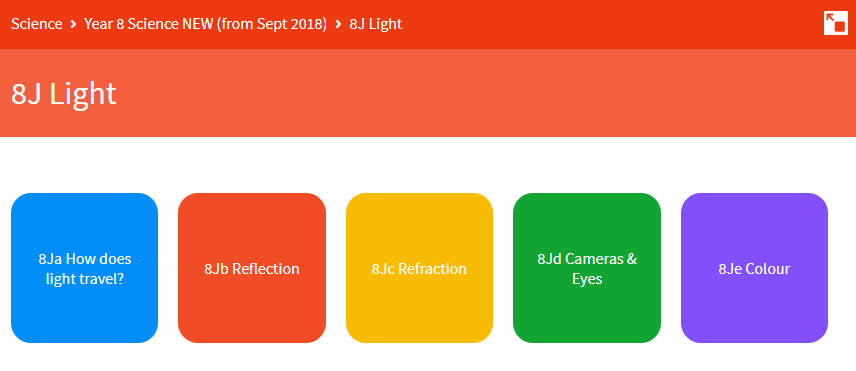 Science > Year 8 Science NEW (from Sept 2018) > 8J Light
8J Light
8Ja How does
light travel?
8Jb Reflection
8Jc Refraction
8Jd Cameras &
Eyes
8Je Colour